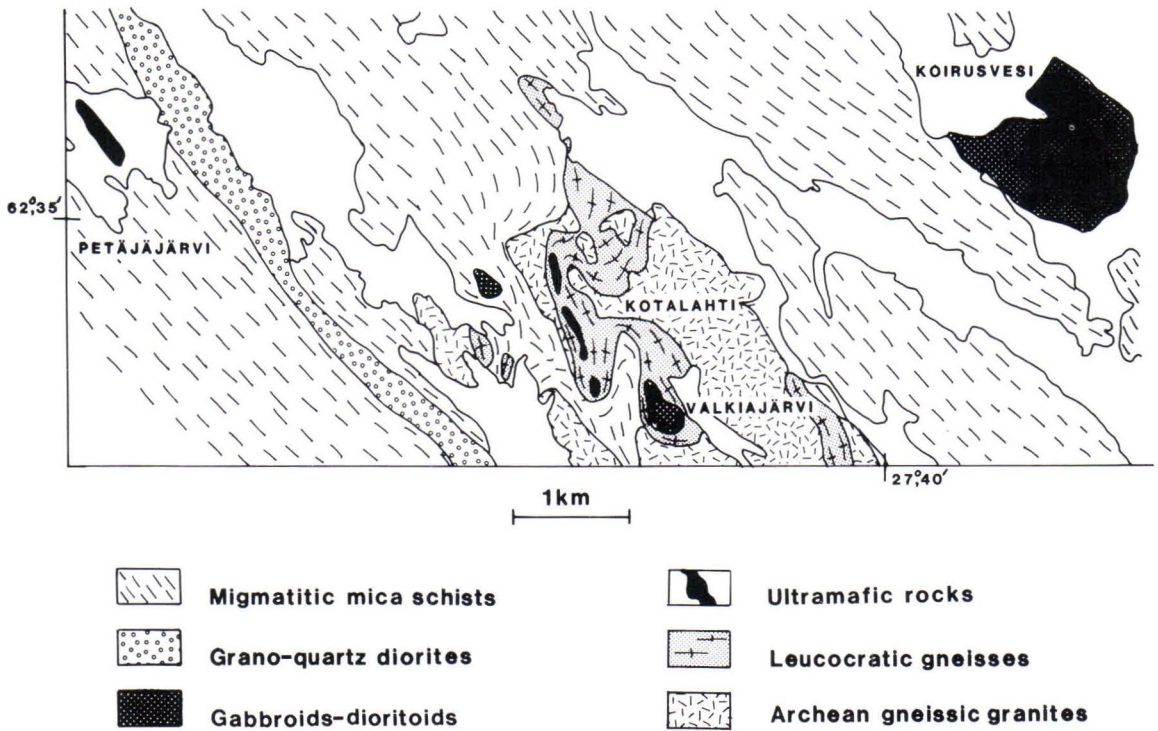 KOIRUSVESI
62°35'
PETÄJÄJÄRVI
KOTALAHTI
VALKIAJÄRVI
27°40'
1km
Migmatitic mica schists
Ultramafic rocks
Grano-quartz diorites
Leucocratic gneisses
Gabbroids-dioritoids
Archean gneissic granites